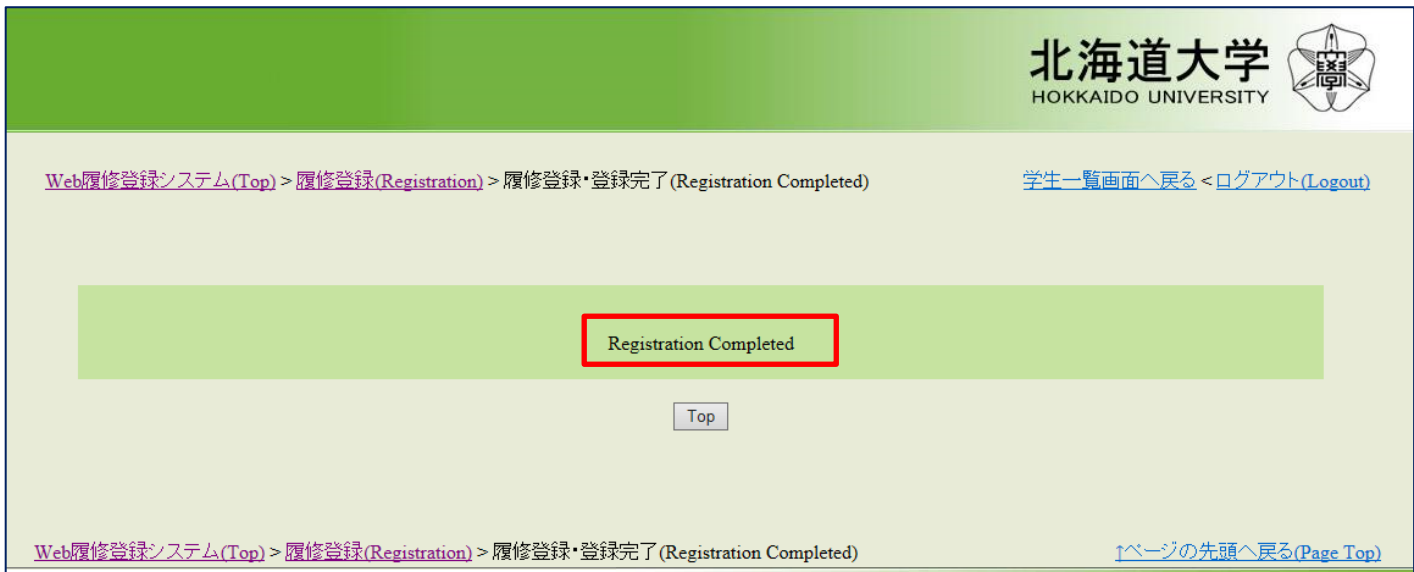 北海道大学
HOKKAIDO UNIVERSITY
Web履修登録システム(Top) > 履修登録(Registration) > 履修登録・登録完了(Registration Completed)
学生一覧画面へ戻る < ログアウト(Logout)
Registration Completed
Top
Web履修登録システム(Top) > 履修登録(Registration) > 履修登録・登録完了(Registration Completed)
↑ページの先頭へ戻る(Page Top)